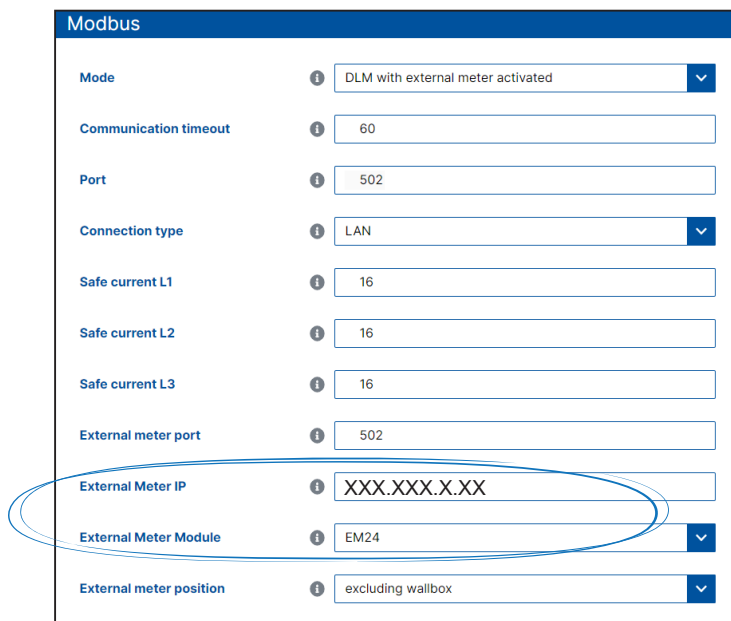 Modbus
Mode DLM with external meter activated
Communication timeout 60
Port 502
Connection type LAN
Safe current L1 16
Safe current L2 16
Safe current L3 16
External meter port 502
External Meter IP XXX.XXX.X.XX
External Meter Module EM24
External meter position excluding wallbox